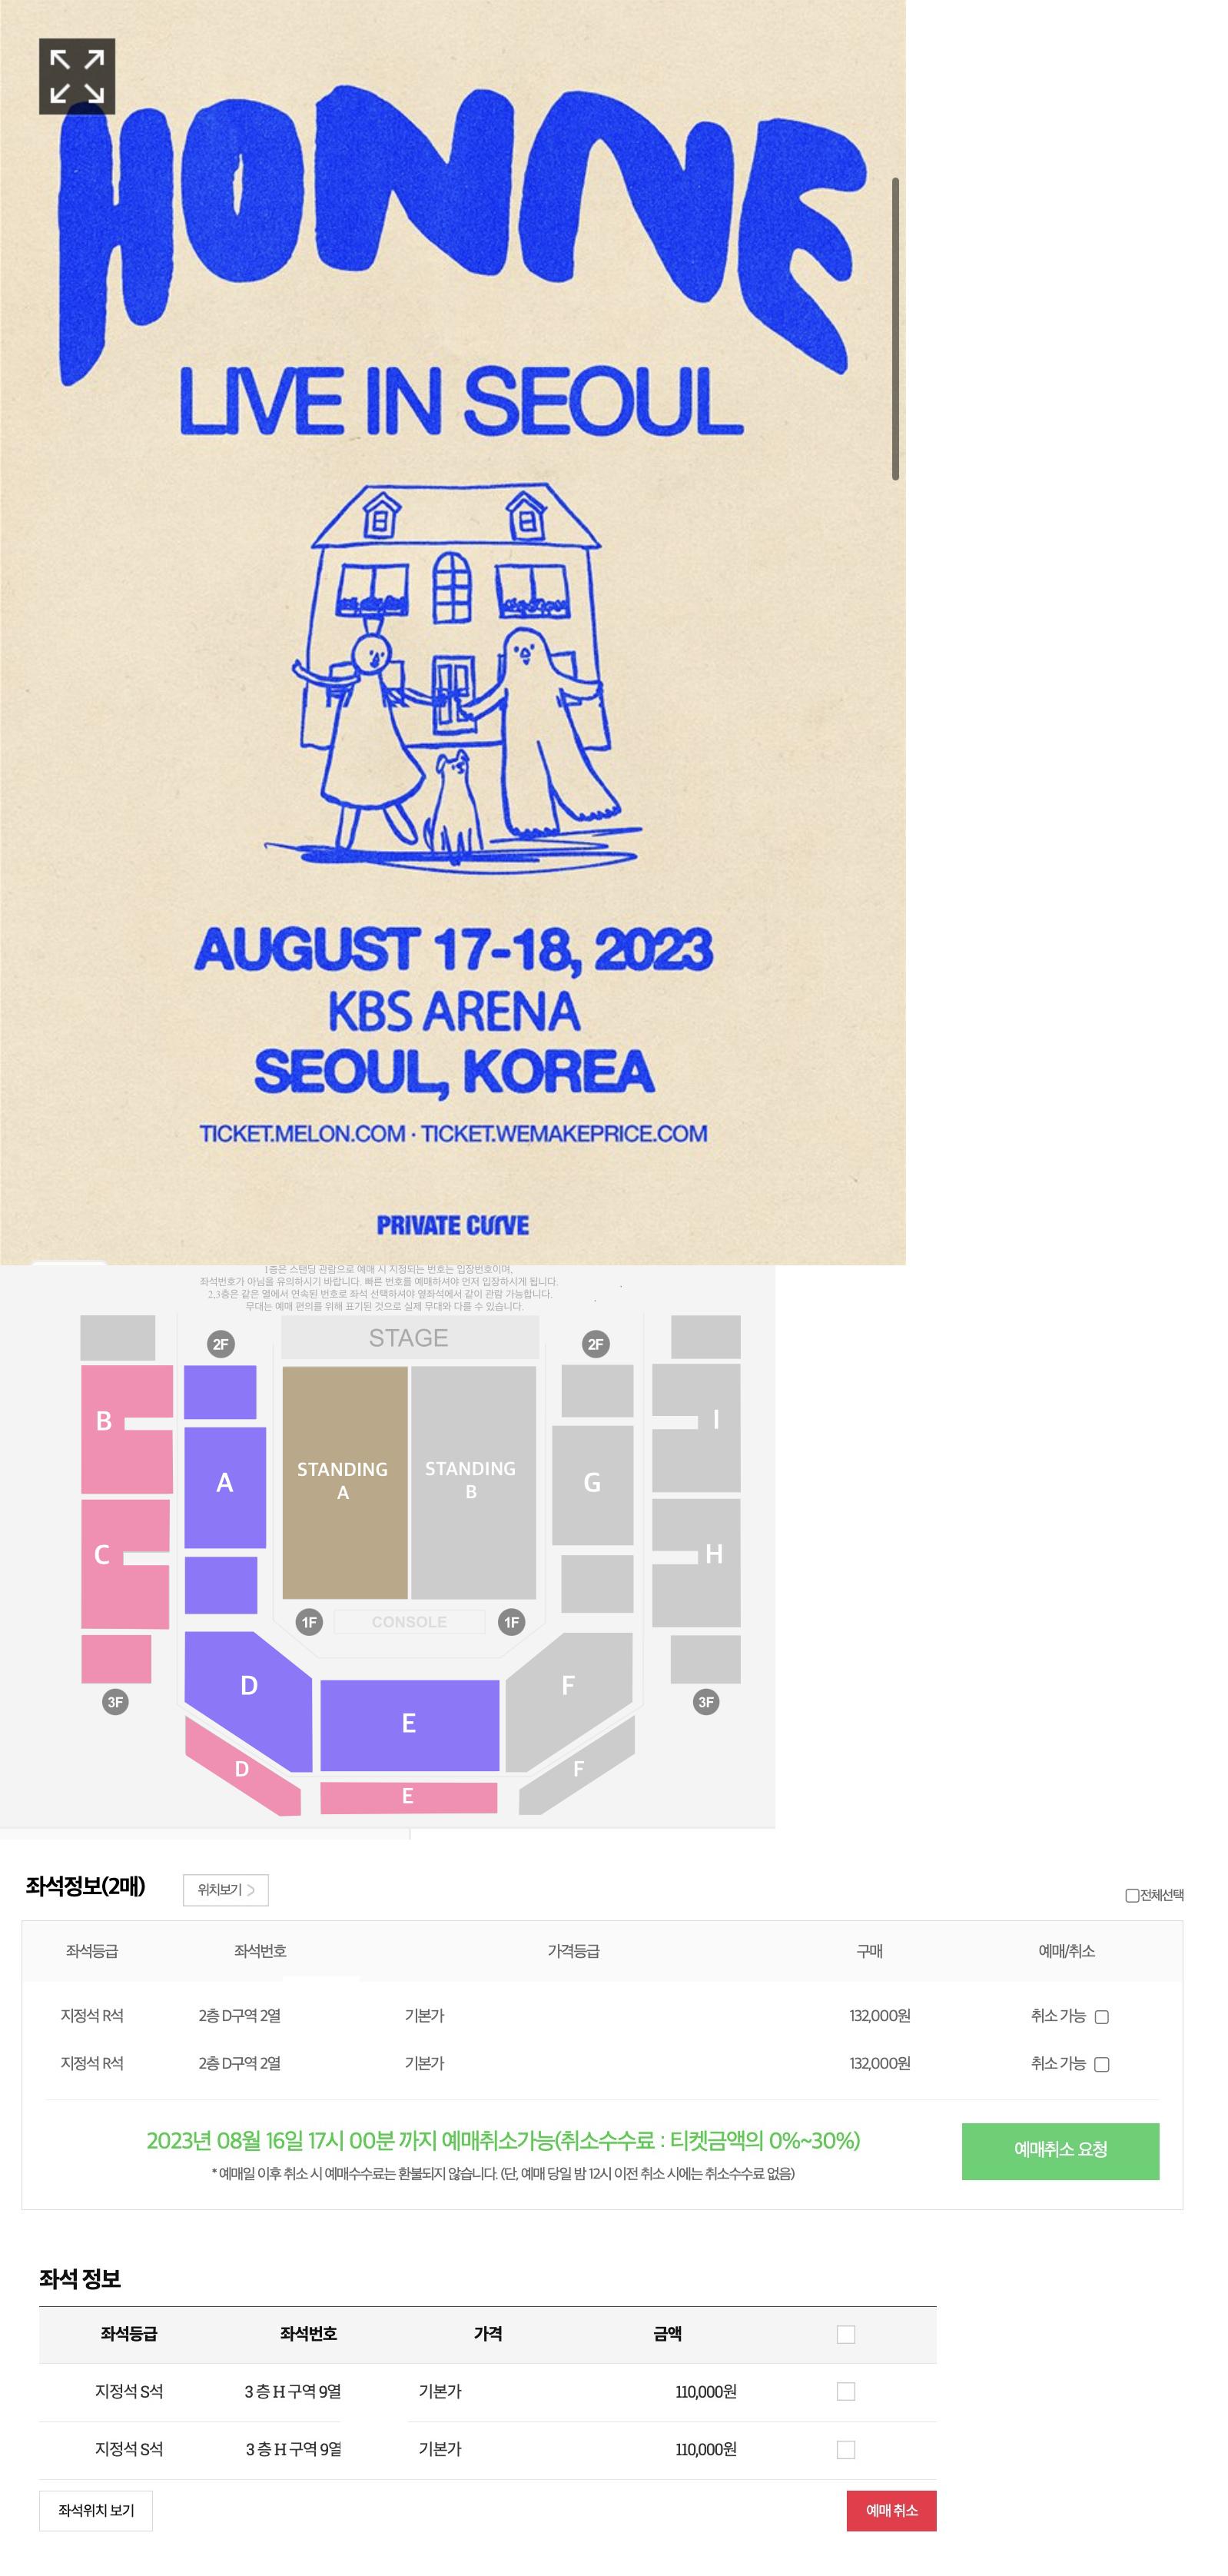 HONNE
LIVE IN SEOUL
AUGUST 17-18, 2023
KBS ARENA
SEOUL, KOREA
TICKET.MELON.COM · TICKET.WEMAKEPRICE.COM
PRIVATE CURVE
1층은 스탠딩 관람으로 예매 시 지정되는 번호는 입장번호이며,
좌석번호가 아님을 유의하시기 바랍니다. 빠른 번호를 예매하셔야 먼저 입장하시게 됩니다.
2,3층은 같은 열에서 연속된 번호로 좌석 선택하셔야 옆좌석에서 같이 관람 가능합니다.
무대는 예매 편의를 위해 표기된 것으로 실제 무대와 다를 수 있습니다.
2F STAGE 2F
B I
A STANDING A STANDING B G
C H
1F CONSOLE 1F
D F
3F 3F
E
D F
E
좌석정보(2매) 위치보기 > 전체선택
좌석등급 좌석번호 가격등급 구매 예매/취소
지정석 R석 2층 D구역 2열 기본가 132,000원 취소 가능
지정석 R석 2층 D구역 2열 기본가 132,000원 취소 가능
2023년 08월 16일 17시 00분 까지 예매취소가능(취소수수료 : 티켓금액의 0%~30%)
예매취소 요청
* 예매일 이후 취소 시 예매수수료는 환불되지 않습니다. (단, 예매 당일 밤 12시 이전 취소 시에는 취소수수료 없음)
좌석 정보
좌석등급 좌석번호 가격 금액
지정석 S석 3 층 H 구역 9열 기본가 110,000원
지정석 S석 3 층 H 구역 9열 기본가 110,000원
좌석위치 보기 예매 취소